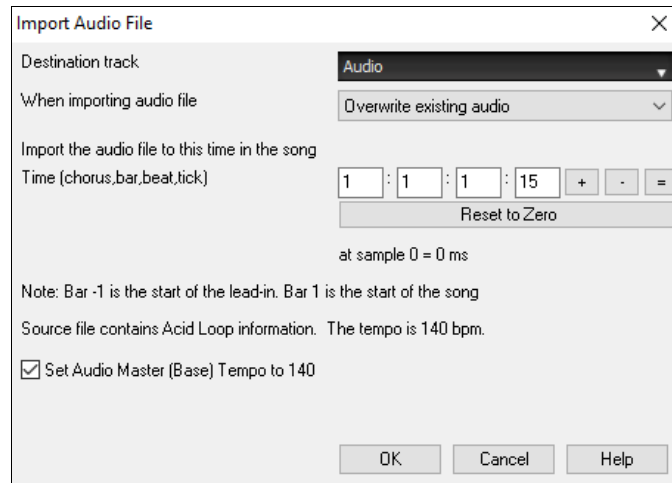 Import Audio File
Destination track
Audio
When importing audio file
Overwrite existing audio
Import the audio file to this time in the song
Time (chorus,bar,beat,tick)
1 : 1 : 1 : 15 + - =
Reset to Zero
at sample 0 = 0 ms
Note: Bar -1 is the start of the lead-in. Bar 1 is the start of the song
Source file contains Acid Loop information. The tempo is 140 bpm.
Set Audio Master (Base) Tempo to 140
OK Cancel Help